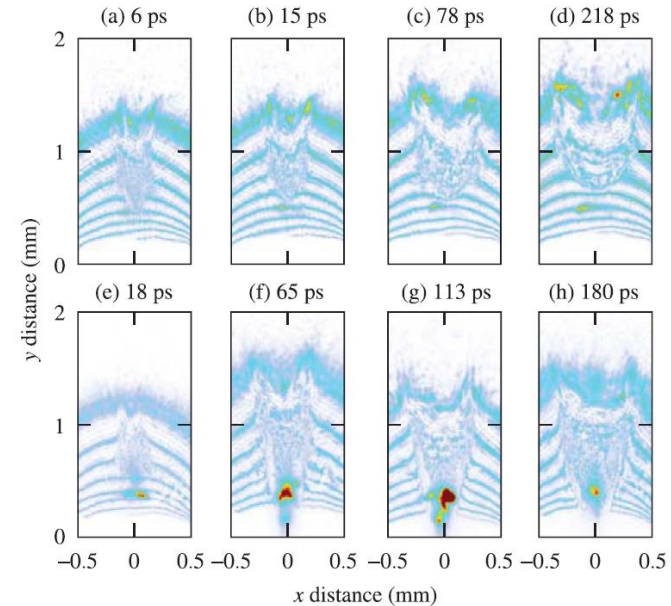 (a) 6 ps (b) 15 ps (c) 78 ps (d) 218 ps
2
1
0
y distance (mm)
(e) 18 ps (f) 65 ps (g) 113 ps (h) 180 ps
2
1
0
−0.5 0 0.5 −0.5 0 0.5 −0.5 0 0.5 −0.5 0 0.5
x distance (mm)